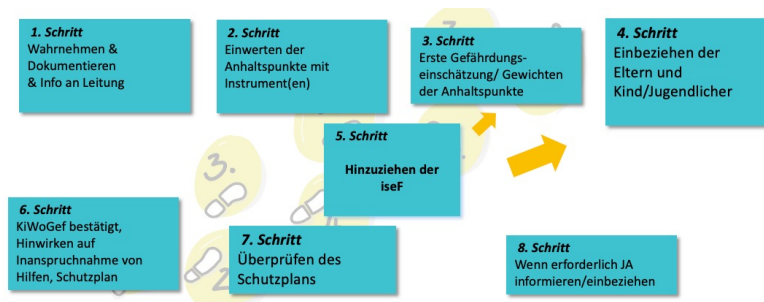 1. Schritt
Wahrnehmen &
Dokumentieren
& Info an Leitung
2. Schritt
Einwerten der
Anhaltspunkte mit
Instrument(en)
3. Schritt
Erste Gefährdungs-
einschätzung/ Gewichten
der Anhaltspunkte
4. Schritt
Einbeziehen der
Eltern und
Kind/Jugendlicher
5. Schritt
Hinzuziehen der
iseF
3.
6. Schritt
KiWoGef bestätigt,
Hinwirken auf
Inanspruchnahme von
Hilfen, Schutzplan
7. Schritt
Überprüfen des
Schutzplans
2
8. Schritt
Wenn erforderlich JA
informieren/einbeziehen